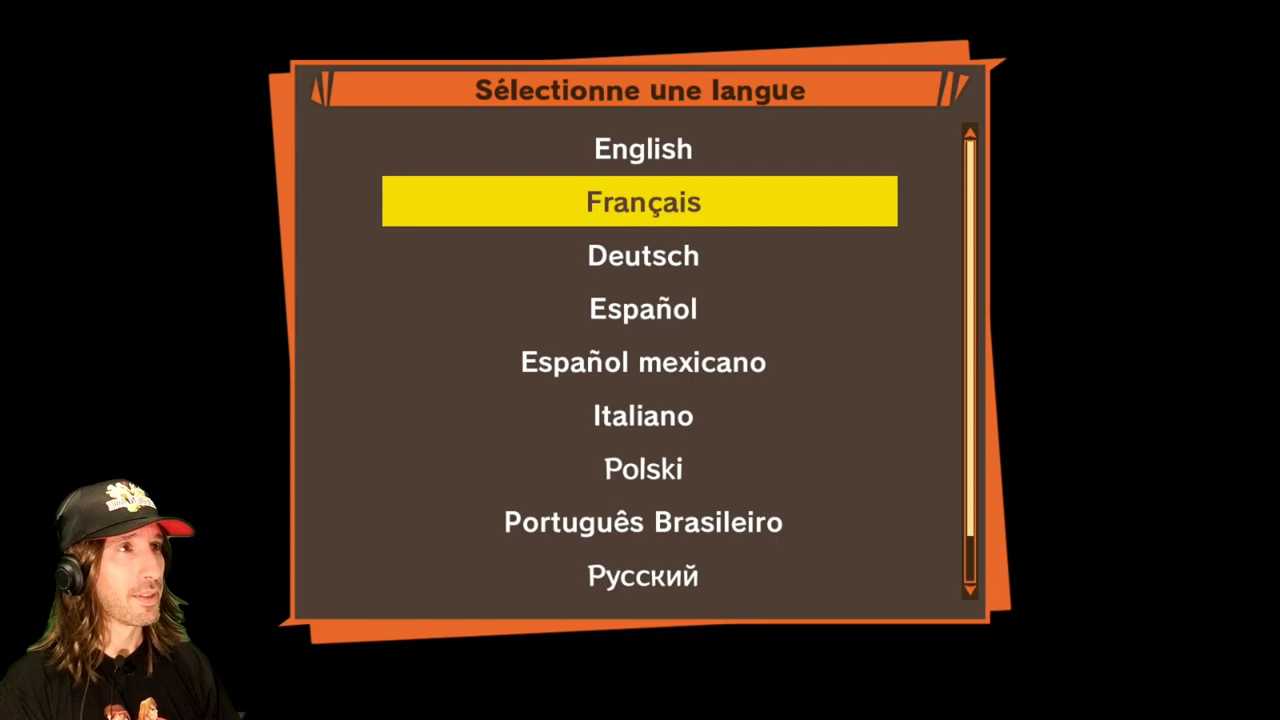 Sélectionne une langue
English
Français
Deutsch
Español
Español mexicano
Italiano
Polski
Português Brasileiro
Русский